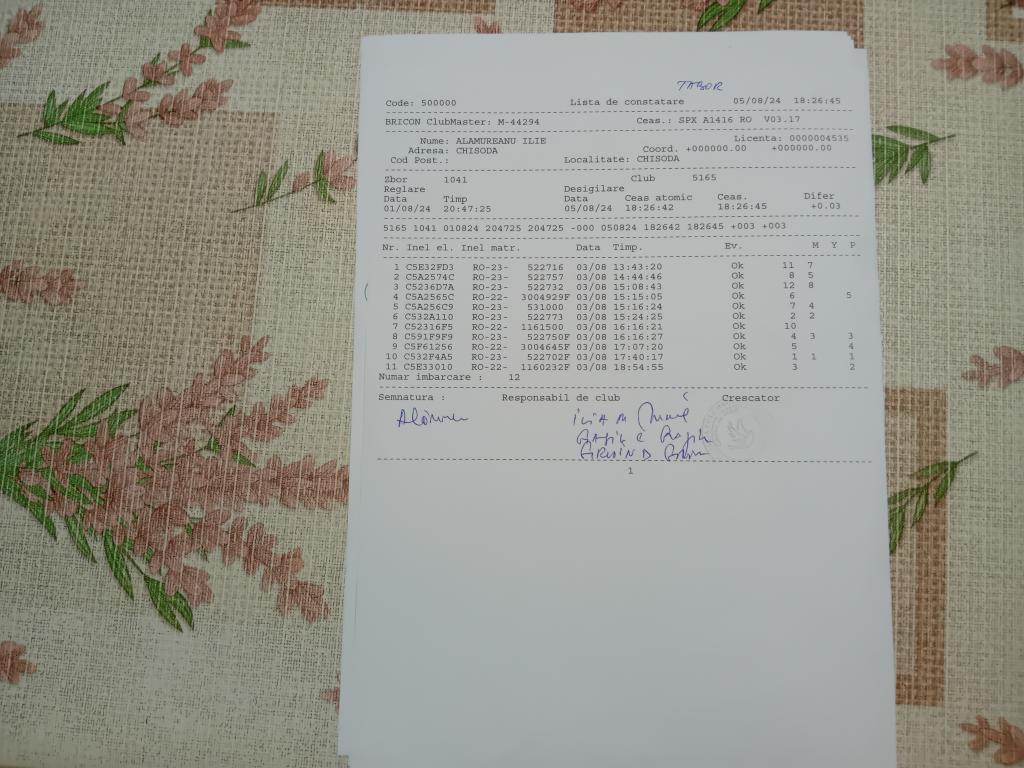 TABOR
Code: 500000 Lista de constatare 05/08/24 18:26:45
BRICON ClubMaster: M-44294 Ceas.: SPX A1416 RO V03.17
Licenta: 0000004535
Nume: ALAMUREANU ILIE
Adresa: CHISODA Coord. +000000.00 +000000.00
Cod Post.: Localitate: CHISODA
Zbor 1041 Club 5165
Reglare Desigilare
Data Timp Data Ceas atomic Ceas. Difer
01/08/24 20:47:25 05/08/24 18:26:42 18:26:45 +0.03
5165 1041 010824 204725 204725 -000 050824 182642 182645 +003 +003
Nr. Inel el. Inel matr. Data Timp. Ev. M Y P
1 C5E32FD3 RO-23- 522716 03/08 13:43:20 Ok 11 7
2 C5A2574C RO-23- 522757 03/08 14:44:46 Ok 8 5
3 C5236D7A RO-23- 522732 03/08 15:08:43 Ok 12 8
4 C5A2565C RO-22- 3004929F 03/08 15:15:05 Ok 6 5
5 C5A256C9 RO-23- 531000 03/08 15:16:24 Ok 7 4
6 C532A110 RO-23- 522773 03/08 15:24:25 Ok 2 2
7 C52316F5 RO-22- 1161500 03/08 16:16:21 Ok 10
8 C591F9F9 RO-23- 522750F 03/08 16:16:27 Ok 4 3 3
9 C5F61256 RO-22- 3004645F 03/08 17:07:20 Ok 5 4
10 C532F4A5 RO-23- 522702F 03/08 17:40:17 Ok 1 1 1
11 C5E33010 RO-22- 1160232F 03/08 18:54:55 Ok 3 2
Numar imbarcare : 12
Semnatura : Responsabil de club Crescator
1